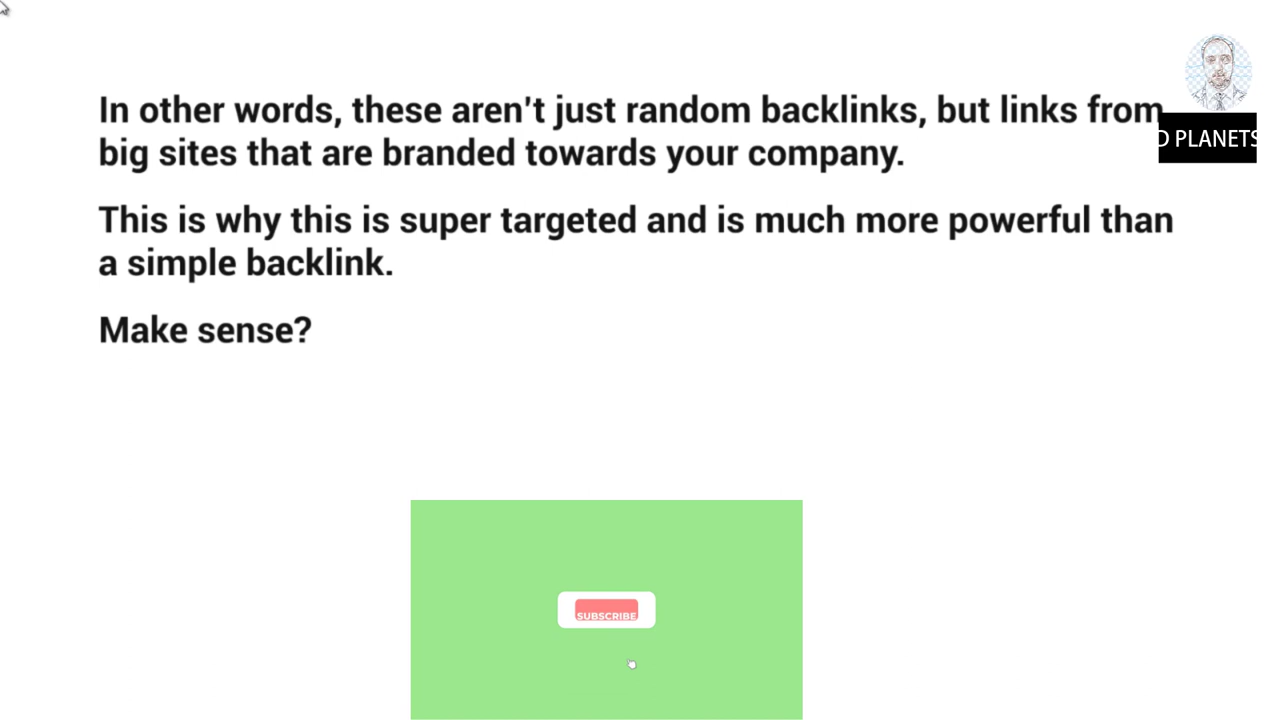 In other words, these aren't just random backlinks, but links from
big sites that are branded towards your company.
This is why this is super targeted and is much more powerful than
a simple backlink.
Make sense?
D PLANETS
SUBSCRIBE